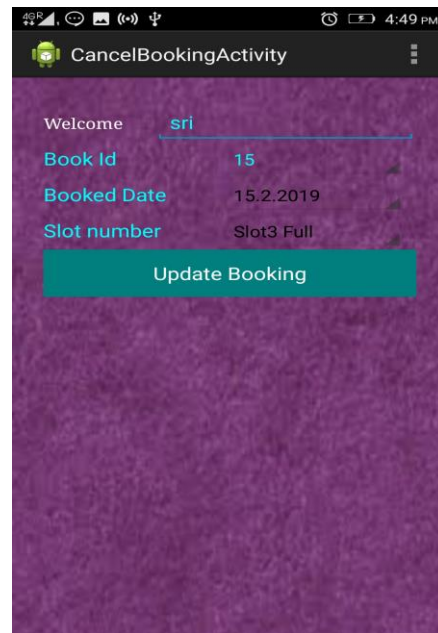 4GR 4:49 PM
CancelBookingActivity
Welcome sri
Book Id 15
Booked Date 15.2.2019
Slot number Slot3 Full
Update Booking